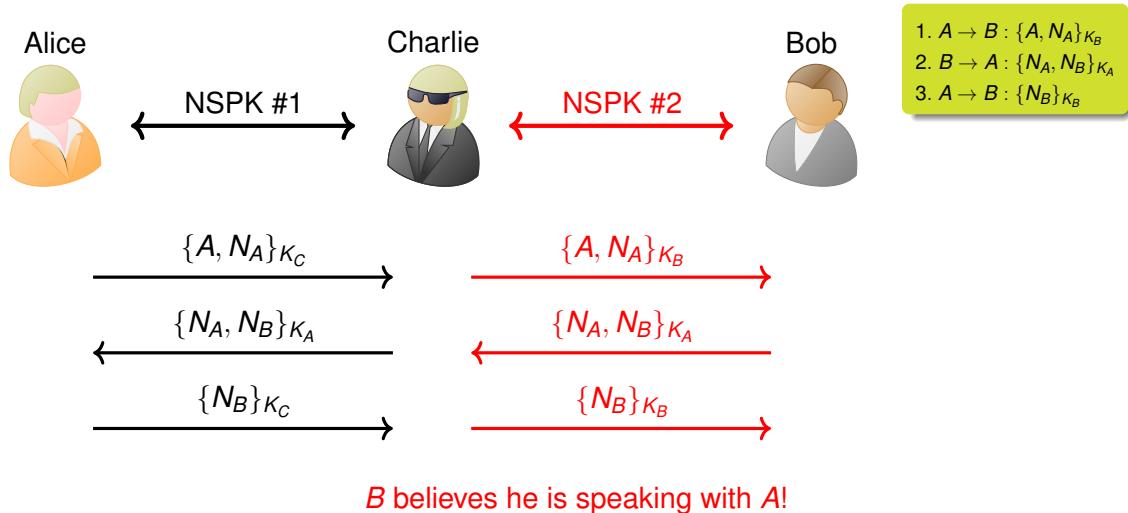 Alice
Charlie
Bob
1. A → B : {A, N_A}_{K_B}
2. B → A : {N_A, N_B}_{K_A}
3. A → B : {N_B}_{K_B}
NSPK #1
NSPK #2
{A, N_A}_{K_C}
{A, N_A}_{K_B}
{N_A, N_B}_{K_A}
{N_A, N_B}_{K_A}
{N_B}_{K_C}
{N_B}_{K_B}
B believes he is speaking with A!